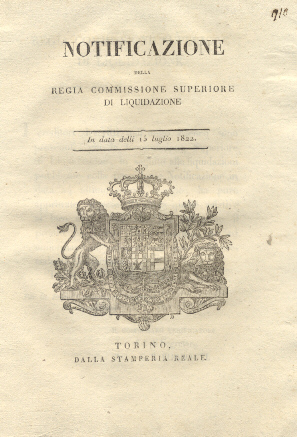 NOTIFICAZIONE
DELLA
REGIA COMMISSIONE SUPERIORE
DI LIQUIDAZIONE
In data delli 15 luglio 1822.
TORINO,
DALLA STAMPERIA REALE.